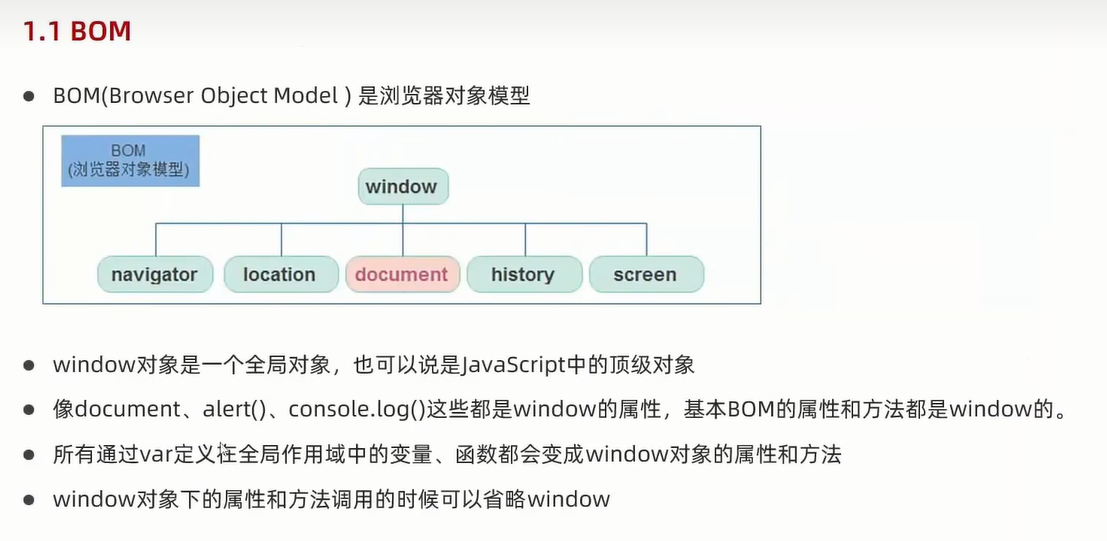 1.1 BOM
BOM(Browser Object Model ) 是浏览器对象模型
BOM
(浏览器对象模型)
window
navigator
location
document
history
screen
window对象是一个全局对象，也可以说是JavaScript中的顶级对象
像document、alert()、console.log()这些都是window的属性，基本BOM的属性和方法都是window的。
所有通过var定义在全局作用域中的变量、函数都会变成window对象的属性和方法
window对象下的属性和方法调用的时候可以省略window